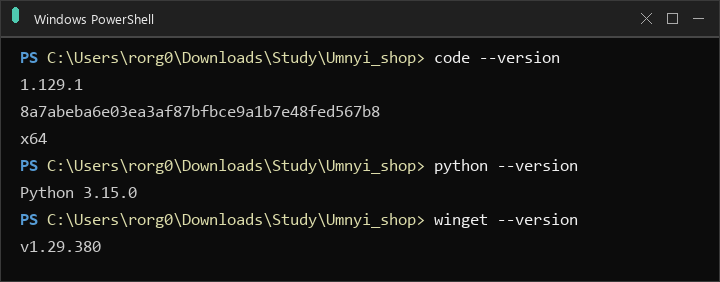 Windows PowerShell
PS C:\Users\rorg0\Downloads\Study\Umnyi_shop> code --version
1.129.1
8a7abeba6e03ea3af87bfbce9a1b7e48fed567b8
x64
PS C:\Users\rorg0\Downloads\Study\Umnyi_shop> python --version
Python 3.15.0
PS C:\Users\rorg0\Downloads\Study\Umnyi_shop> winget --version
v1.29.380